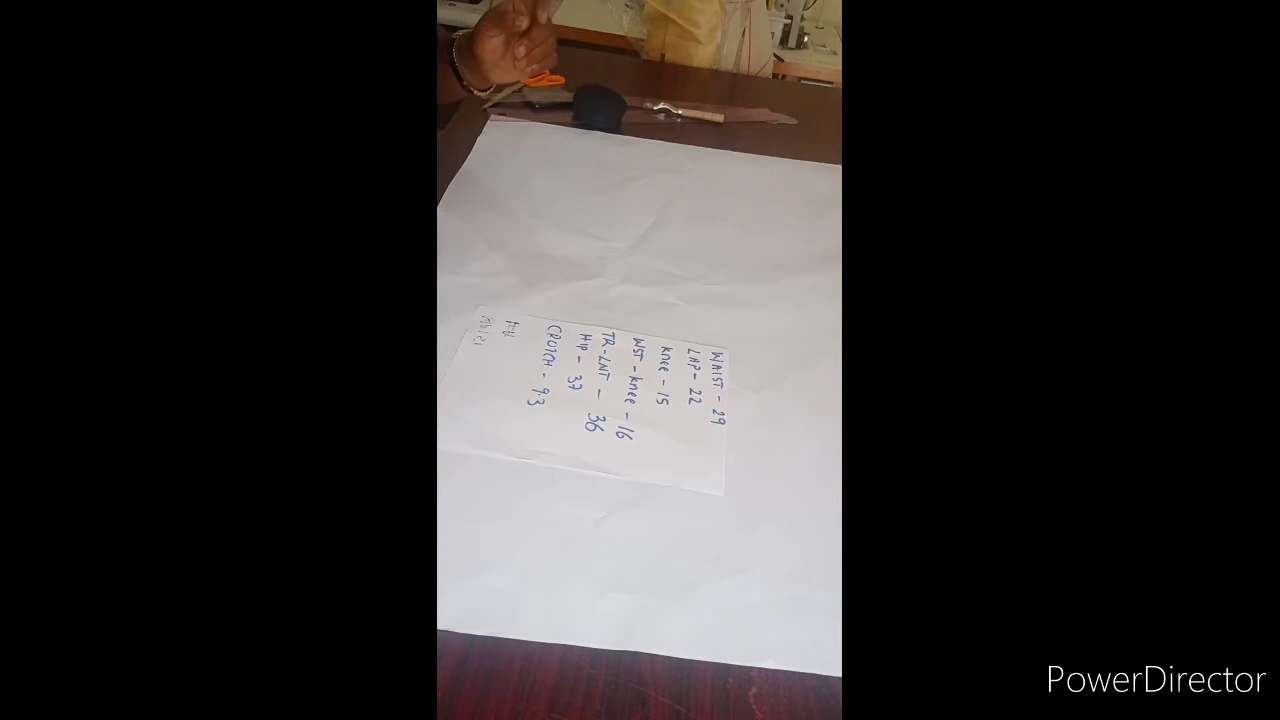 WAIST - 29
LAP - 22
Knee - 15
WST - Knee - 16
TR - LNT - 36
HIP - 37
CROTCH - 9.3
PowerDirector